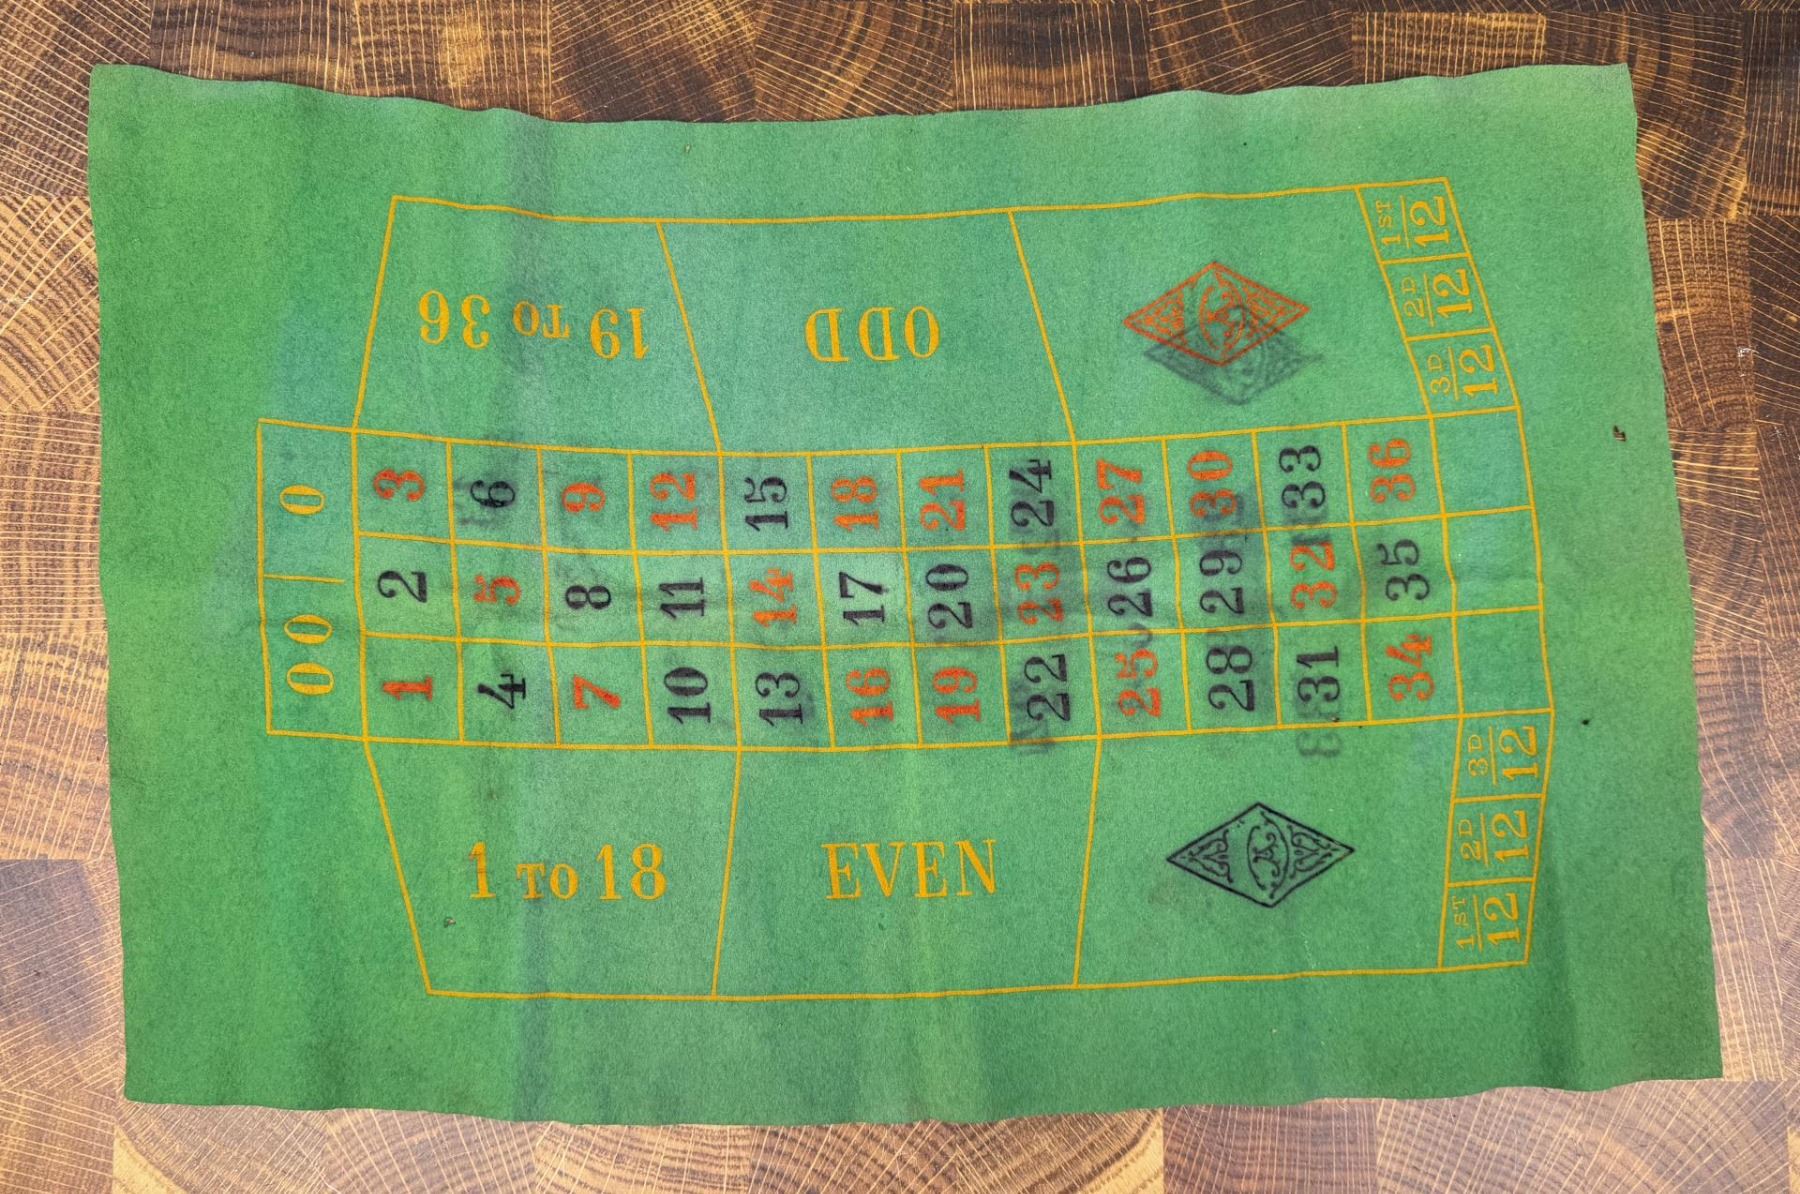 19 TO 36
ODD
1ST 12
2D 12
3D 12
0
3 6 9 12 15 18 21 24 27 30 33 36
00
2 5 8 11 14 17 20 23 26 29 32 35
1 4 7 10 13 16 19 22 25 28 31 34
1 TO 18
EVEN
3D 12
2D 12
1ST 12